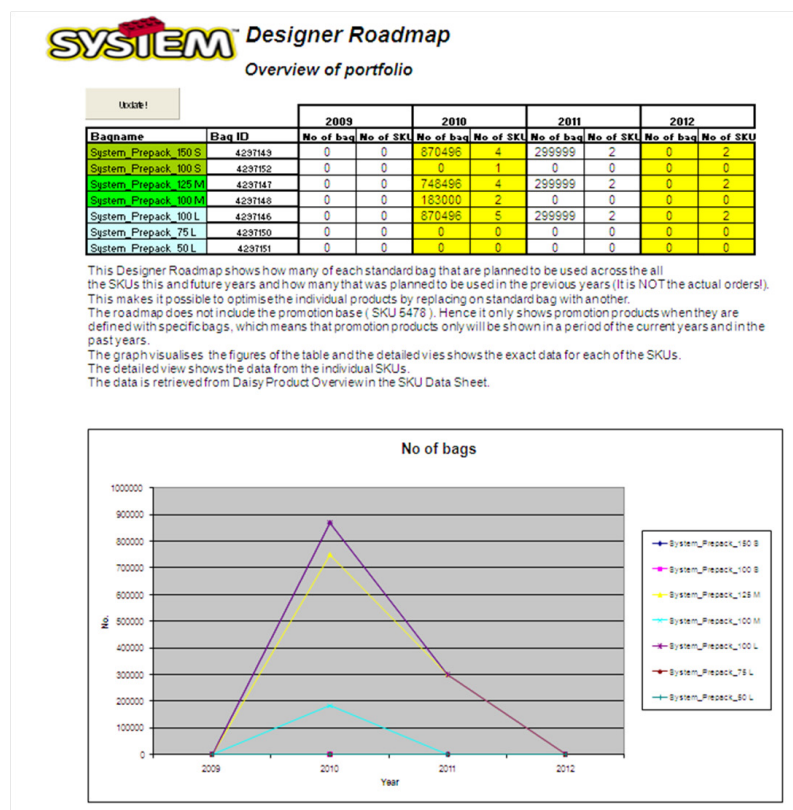 SYSTEM Designer Roadmap
Overview of portfolio
Update!
2009 2010 2011 2012
Bagname Bag ID No of bag No of SKU No of bag No of SKU No of bag No of SKU No of bag No of SKU
System_Prepack_150 S 4297149 0 0 870496 4 299999 2 0 2
System_Prepack_100 S 4297152 0 0 0 1 0 0 0 0
System_Prepack_125 M 4297147 0 0 748496 4 299999 2 0 2
System_Prepack_100 M 4297148 0 0 183000 2 0 0 0 0
System_Prepack_100 L 4297146 0 0 870496 5 299999 2 0 2
System_Prepack_75 L 4297150 0 0 0 0 0 0 0 0
System_Prepack_50 L 4297151 0 0 0 0 0 0 0 0
This Designer Roadmap shows how many of each standard bag that are planned to be used across the all
the SKUs this and future years and how many that was planned to be used in the previous years (It is NOT the actual orders!).
This makes it possible to optimise the individual products by replacing on standard bag with another.
The roadmap does not include the promotion base ( SKU 5478 ). Hence it only shows promotion products when they are
defined with specific bags, which means that promotion products only will be shown in a period of the current years and in the
past years.
The graph visualises the figures of the table and the detailed vies shows the exact data for each of the SKUs.
The detailed view shows the data from the individual SKUs.
The data is retrieved from Daisy Product Overview in the SKU Data Sheet.
No of bags
1000000
900000
800000
700000
600000
500000
400000
300000
200000
100000
0
No.
2009 2010 2011 2012
Year
System_Prepack_150 S
System_Prepack_100 S
System_Prepack_125 M
System_Prepack_100 M
System_Prepack_100 L
System_Prepack_75 L
System_Prepack_50 L